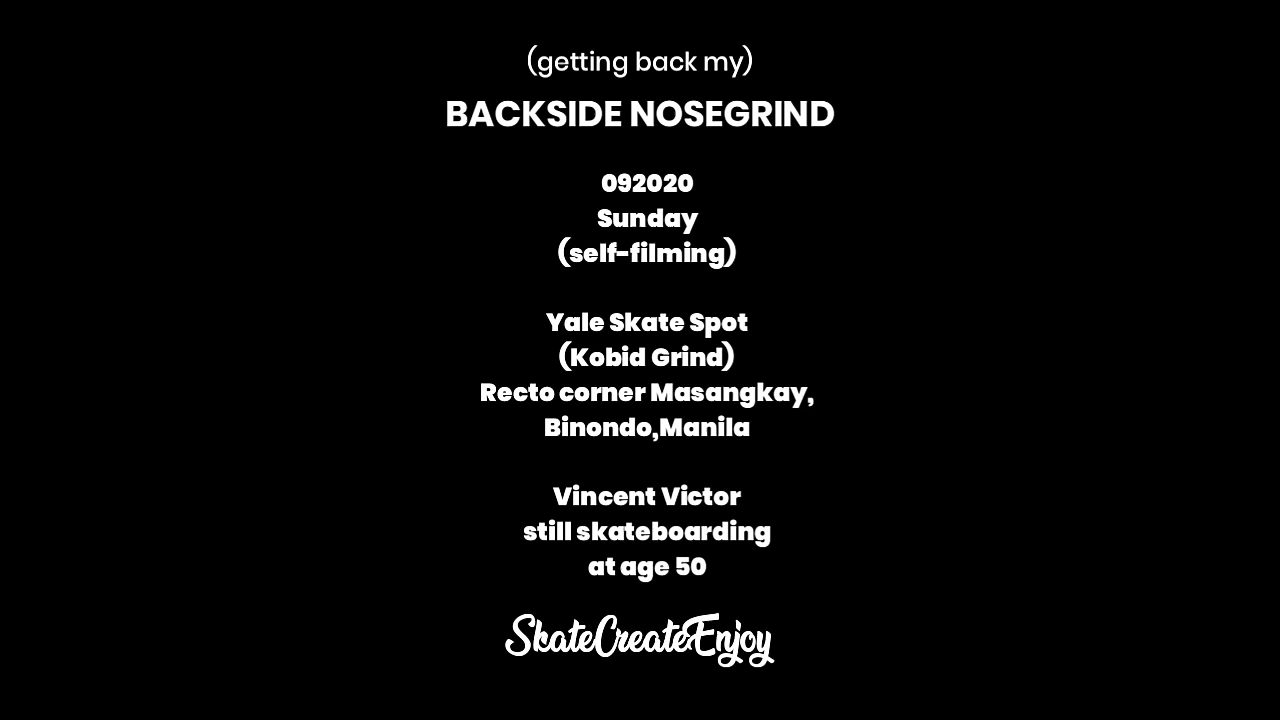 (getting back my)
BACKSIDE NOSEGRIND
092020
Sunday
(self-filming)
Yale Skate Spot
(Kobid Grind)
Recto corner Masangkay,
Binondo,Manila
Vincent Victor
still skateboarding
at age 50
SkateCreateEnjoy